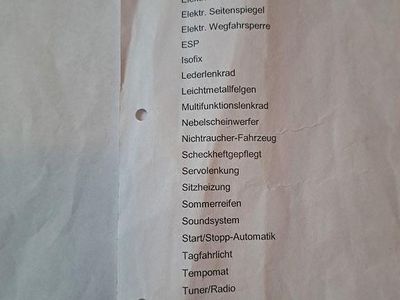 Elektr. Seitenspiegel
Elektr. Wegfahrsperre
ESP
Isofix
Lederlenkrad
Leichtmetallfelgen
Multifunktionslenkrad
Nebelscheinwerfer
Nichtraucher-Fahrzeug
Scheckheftgepflegt
Servolenkung
Sitzheizung
Sommerreifen
Soundsystem
Start/Stopp-Automatik
Tagfahrlicht
Tempomat
Tuner/Radio